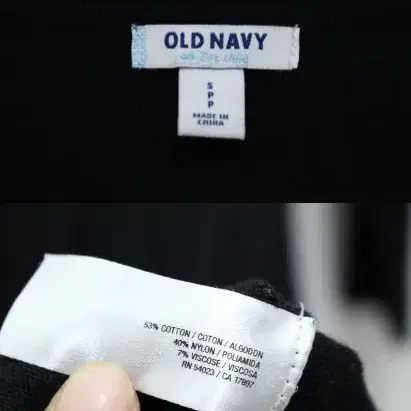 OLD NAVY
S
P
P
MADE IN
CHINA
53% COTTON / COTON / ALGODON
40% NYLON / POLIAMIDA
7% VISCOSE / VISCOSA
RN 54023 / CA 17897